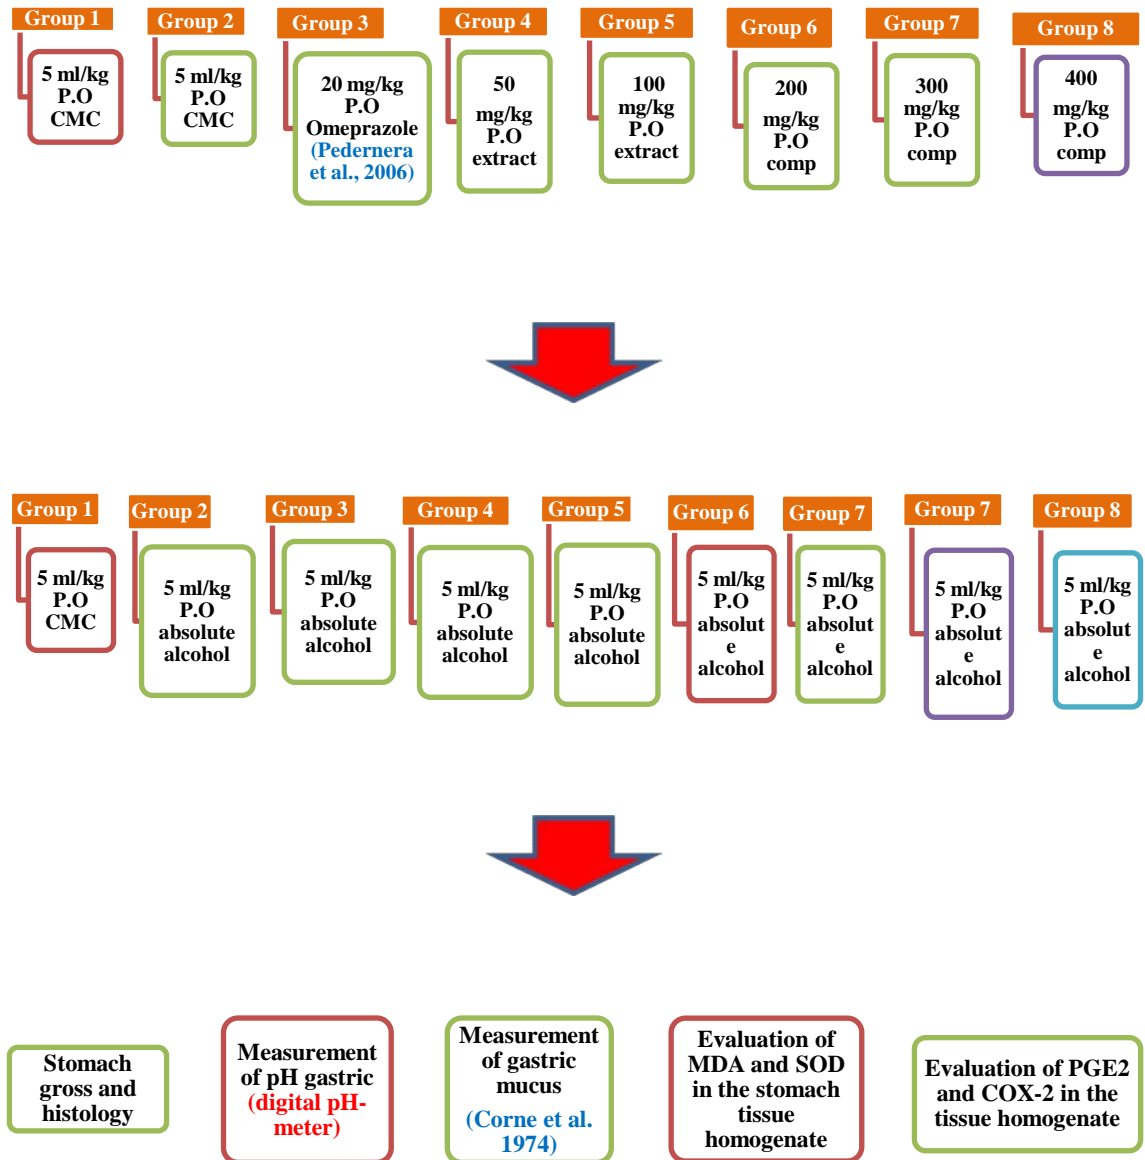 Group 1
5 ml/kg
P.O
CMC
Group 2
5 ml/kg
P.O
CMC
Group 3
20 mg/kg
P.O
Omeprazole
(Pedernera
et al., 2006)
Group 4
50
mg/kg
P.O
extract
Group 5
100
mg/kg
P.O
extract
Group 6
200
mg/kg
P.O
comp
Group 7
300
mg/kg
P.O
comp
Group 8
400
mg/kg
P.O
comp
Group 1
5 ml/kg
P.O
CMC
Group 2
5 ml/kg
P.O
absolute
alcohol
Group 3
5 ml/kg
P.O
absolute
alcohol
Group 4
5 ml/kg
P.O
absolute
alcohol
Group 5
5 ml/kg
P.O
absolute
alcohol
Group 6
5 ml/kg
P.O
absolut
e
alcohol
Group 7
5 ml/kg
P.O
absolut
e
alcohol
Group 7
5 ml/kg
P.O
absolut
e
alcohol
Group 8
5 ml/kg
P.O
absolut
e
alcohol
Stomach
gross and
histology
Measurement
of pH gastric
(digital pH-
meter)
Measurement
of gastric
mucus
(Corne et al.
1974)
Evaluation of
MDA and SOD
in the stomach
tissue
homogenate
Evaluation of PGE2
and COX-2 in the
tissue homogenate